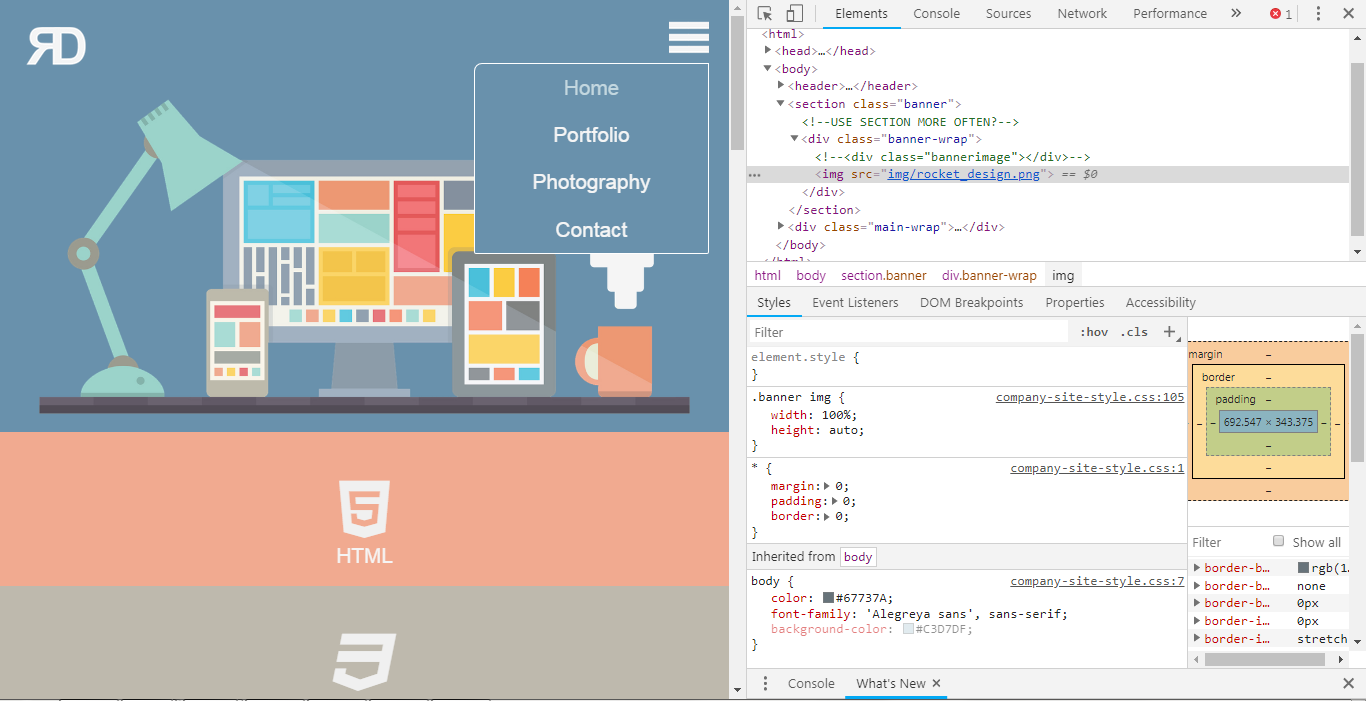 RD
Home
Portfolio
Photography
Contact
HTML
Elements Console Sources Network Performance » 1
<html>
<head>…</head>
<body>
<header>…</header>
<section class="banner">
<!--USE SECTION MORE OFTEN?-->
<div class="banner-wrap">
<!--<div class="bannerimage"></div>-->
… <img src="img/rocket_design.png"> == $0
</div>
</section>
<div class="main-wrap">…</div>
</body>
</html>
html body section.banner div.banner-wrap img
Styles Event Listeners DOM Breakpoints Properties Accessibility
Filter :hov .cls +
element.style {
}
.banner img { company-site-style.css:105
width: 100%;
height: auto;
}
* { company-site-style.css:1
margin: 0;
padding: 0;
border: 0;
}
Inherited from body
body { company-site-style.css:7
color: #67737A;
font-family: 'Alegreya sans', sans-serif;
background-color: #C3D7DF;
}
margin –
border –
padding –
– – 692.547 × 343.375 – –
–
–
–
Filter Show all
border-b… rgb(1…
border-b… none
border-b… 0px
border-i… 0px
border-i… stretch
Console What's New ×